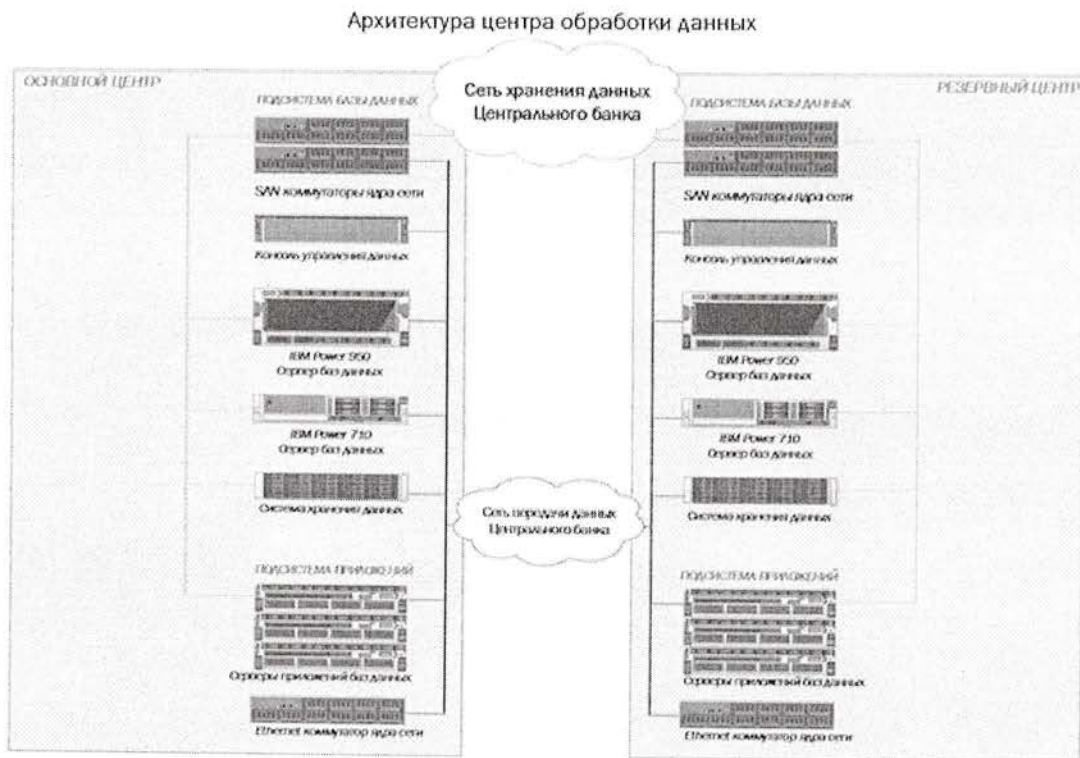 Архитектура центра обработки данных
Сеть хранения данных
Центрального банка
ОСНОВНОЙ ЦЕНТР
ПОДСИСТЕМА БАЗЫ ДАННЫХ
SAN коммутаторы ядра сети
Консоль управления данных
IBM Power 950
Сервер баз данных
IBM Power 710
Сервер баз данных
Система хранения данных
ПОДСИСТЕМА ПРИЛОЖЕНИЙ
Серверы приложений баз данных
Ethernet коммутатор ядра сети
Сеть передачи данных
Центрального банка
РЕЗЕРВНЫЙ ЦЕНТР
ПОДСИСТЕМА БАЗЫ ДАННЫХ
SAN коммутаторы ядра сети
Консоль управления данных
IBM Power 950
Сервер баз данных
IBM Power 710
Сервер баз данных
Система хранения данных
ПОДСИСТЕМА ПРИЛОЖЕНИЙ
Серверы приложений баз данных
Ethernet коммутатор ядра сети